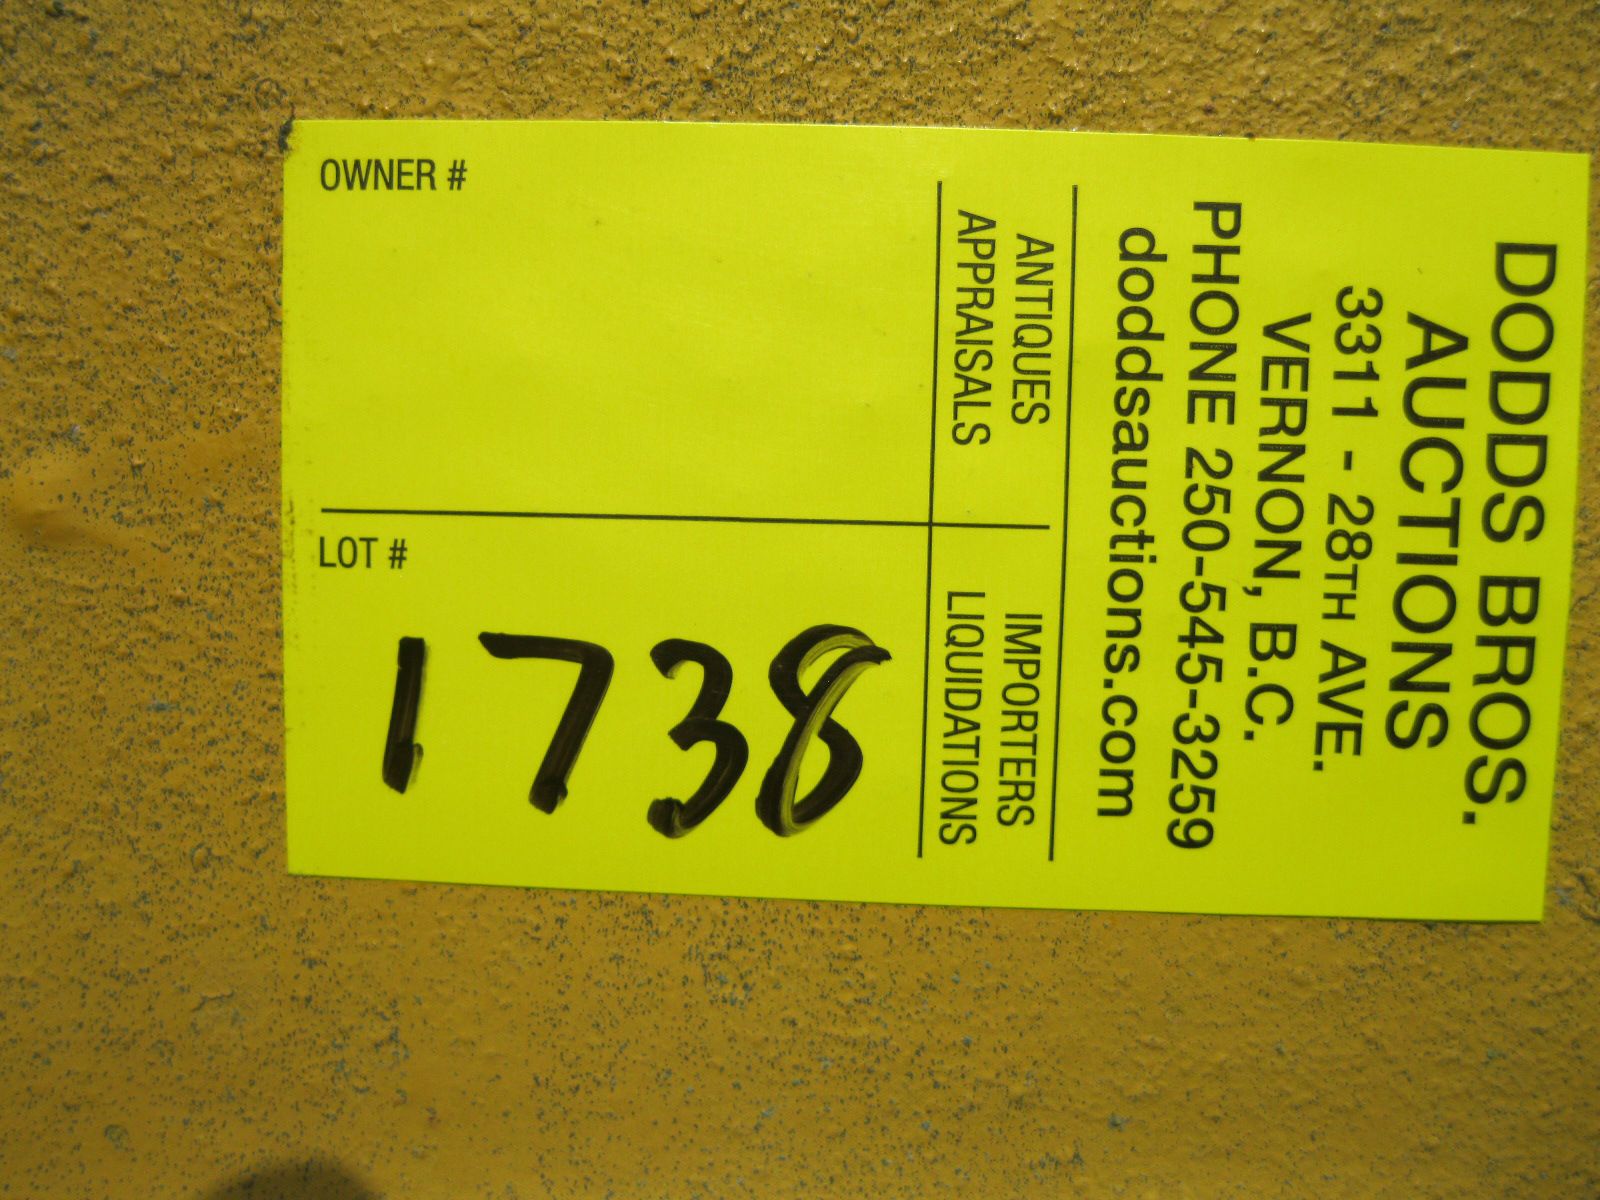 DODDS BROS.
AUCTIONS
3311 - 28TH AVE.
VERNON, B.C.
PHONE 250-545-3259
doddsauctions.com
ANTIQUES
APPRAISALS
IMPORTERS
LIQUIDATIONS
OWNER #
LOT #
1738